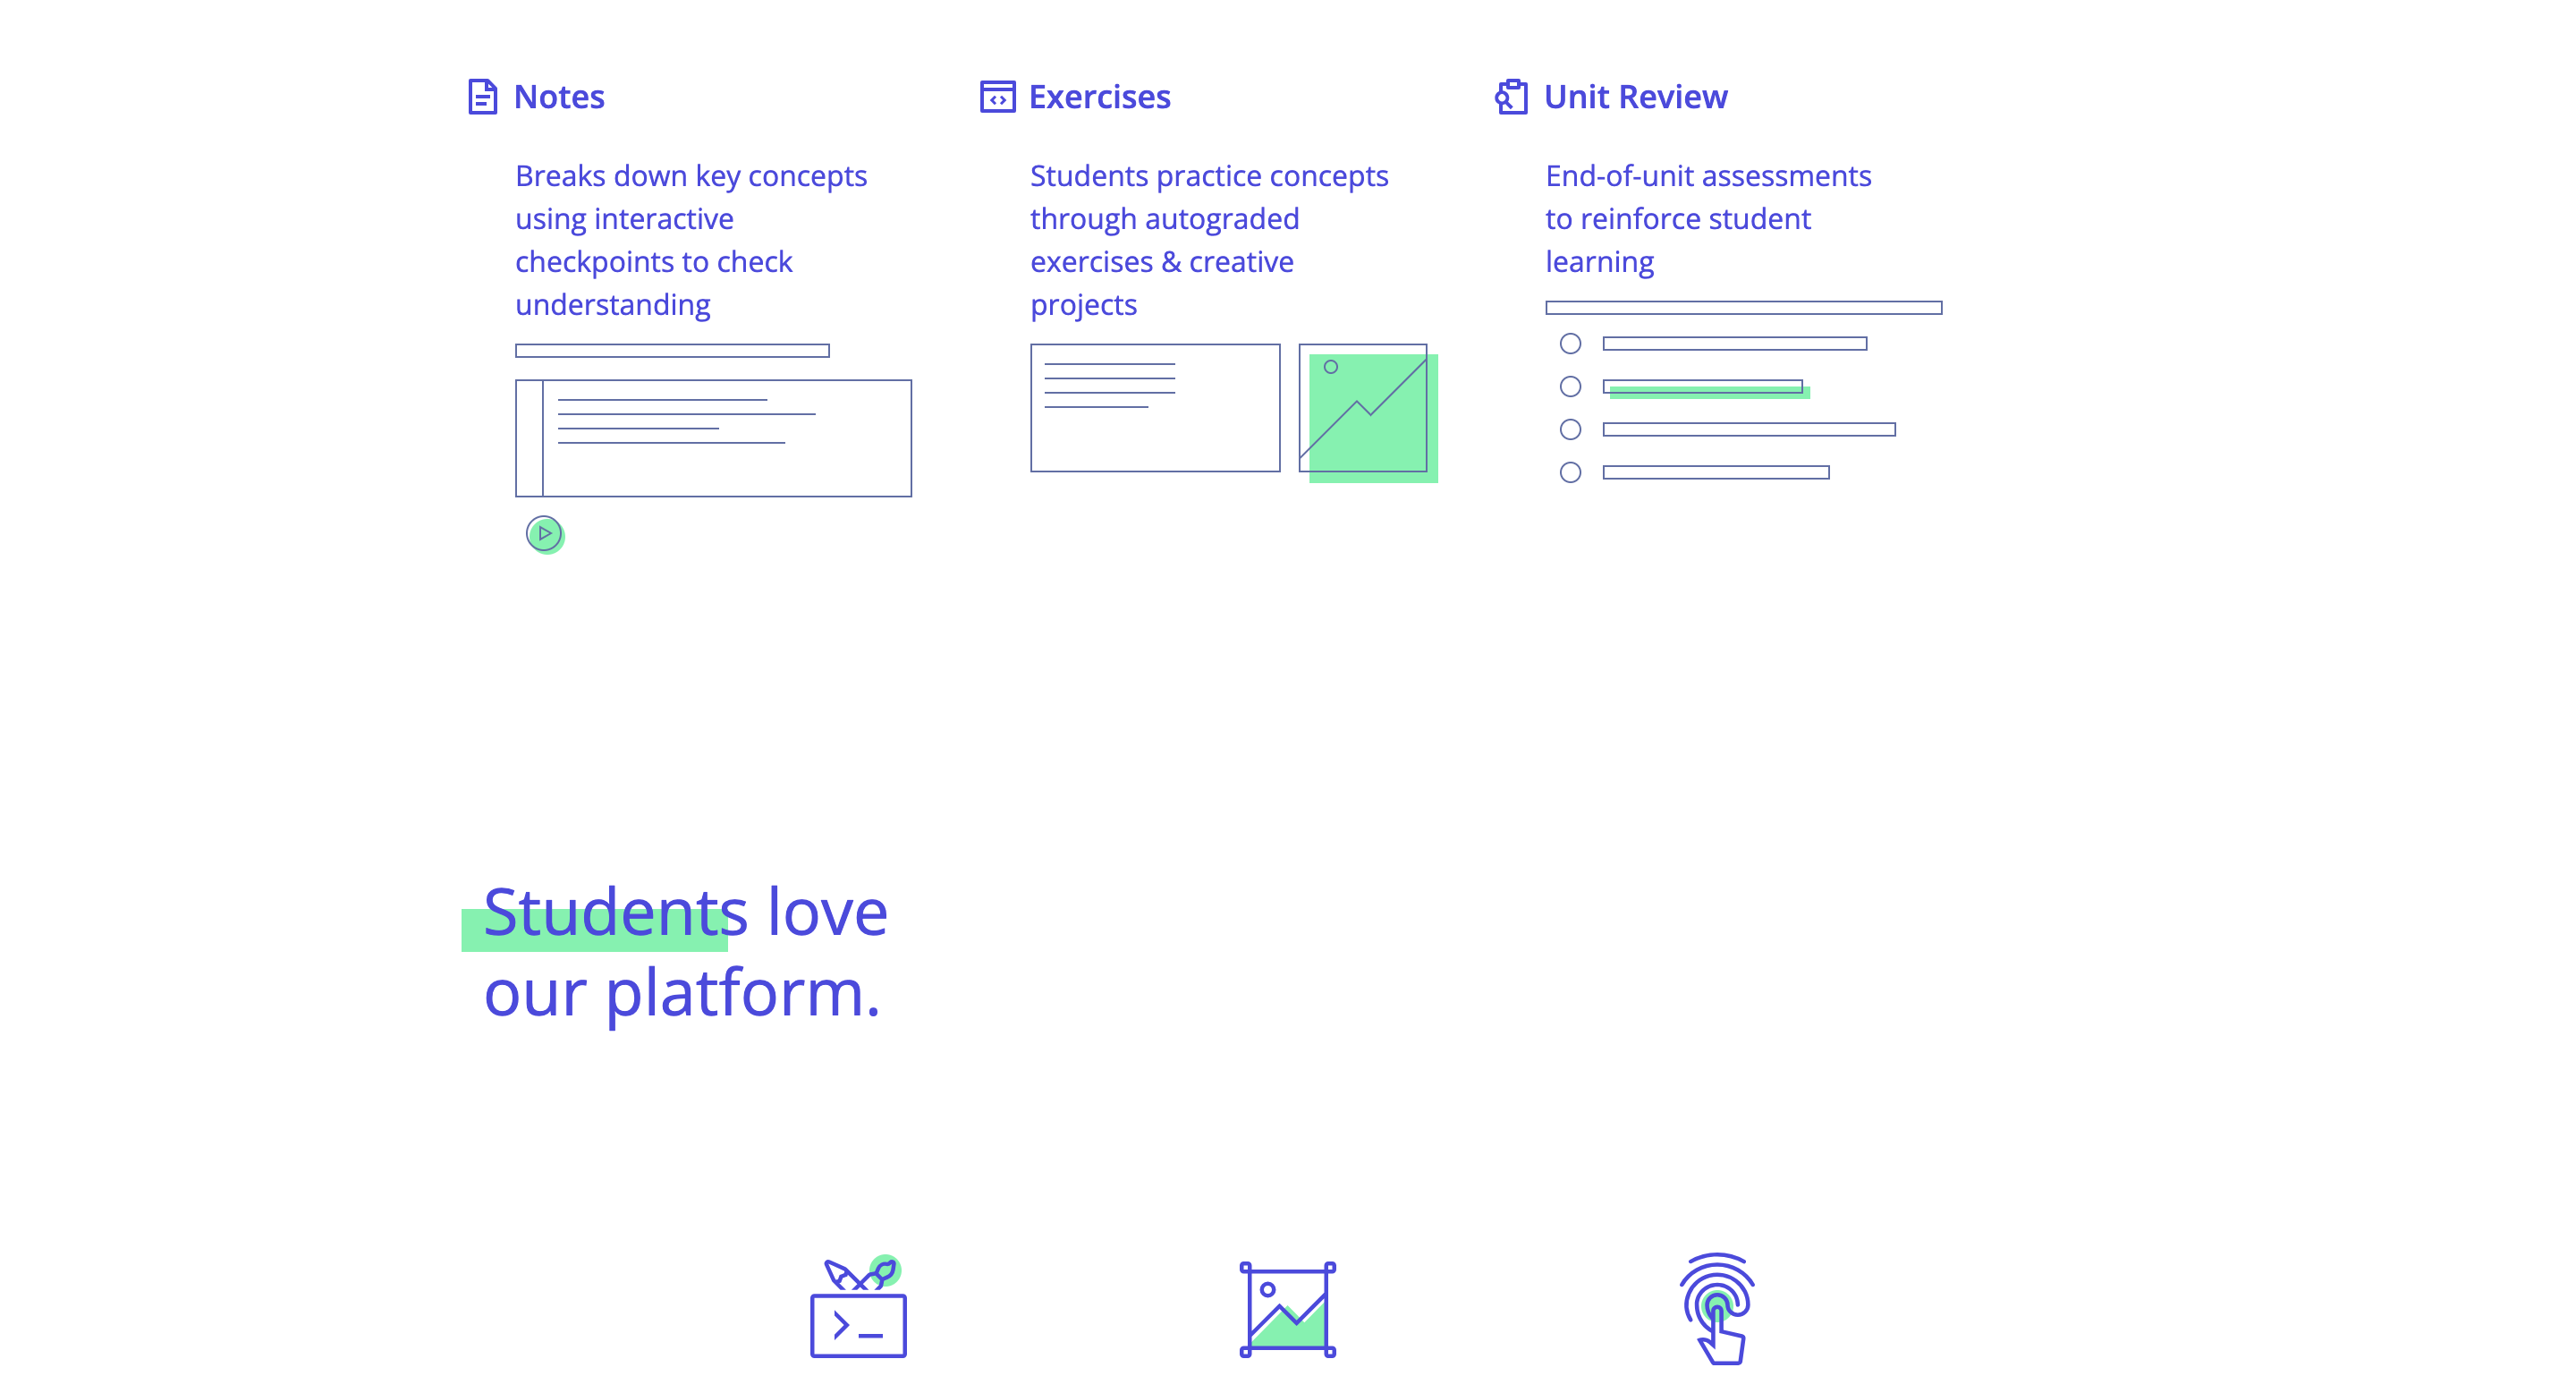 Notes
Breaks down key concepts
using interactive
checkpoints to check
understanding
Exercises
Students practice concepts
through autograded
exercises & creative
projects
Unit Review
End-of-unit assessments
to reinforce student
learning
Students love
our platform.